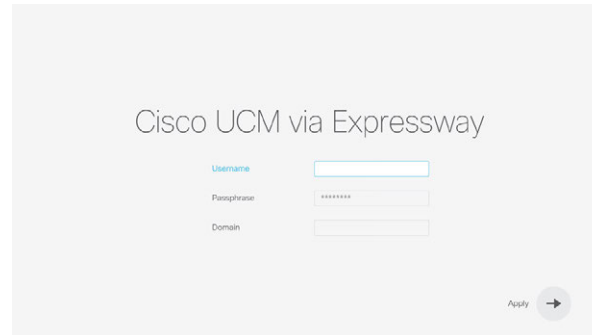 Cisco UCM via Expressway
Username
Passphrase ********
Domain
Apply